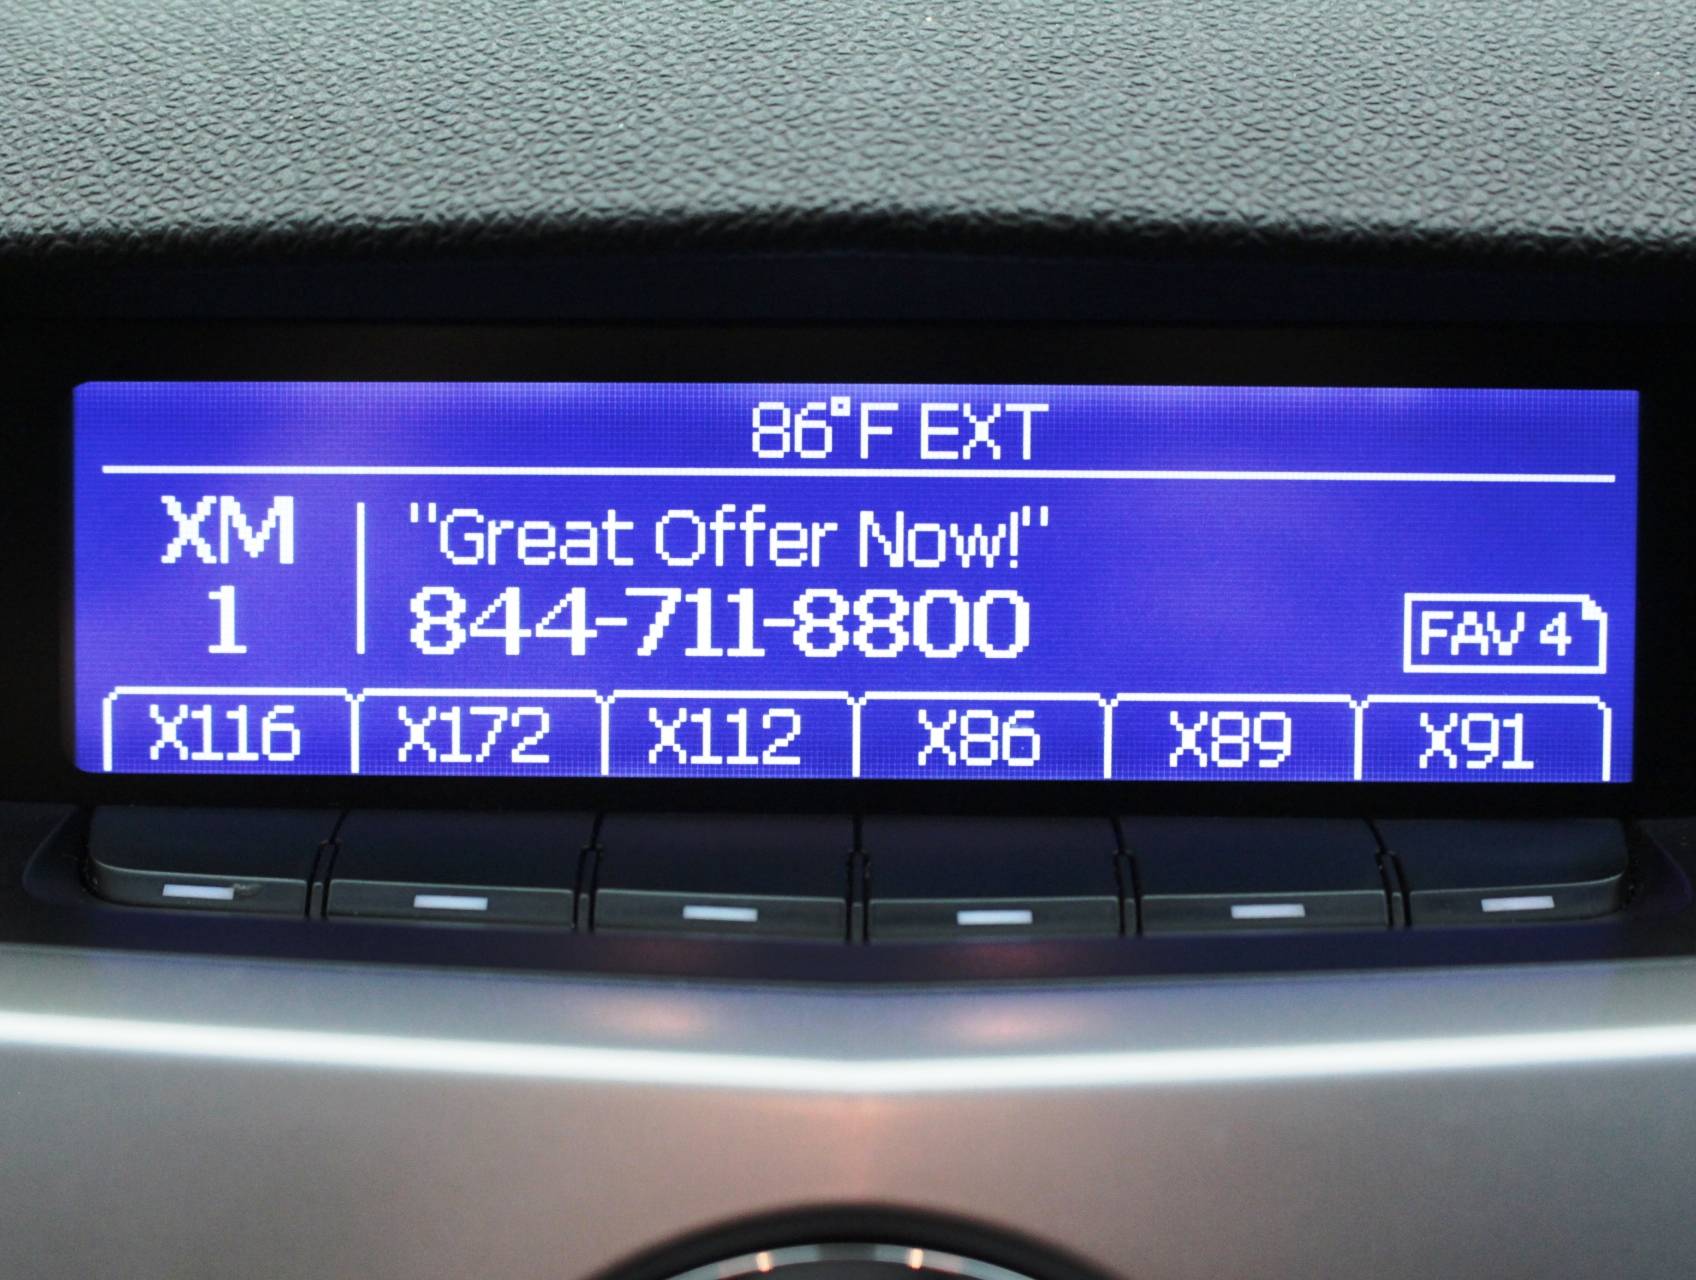 86°F EXT
XM
1
"Great Offer Now!"
844-711-8800
FAV 4
X116 X172 X112 X86 X89 X91